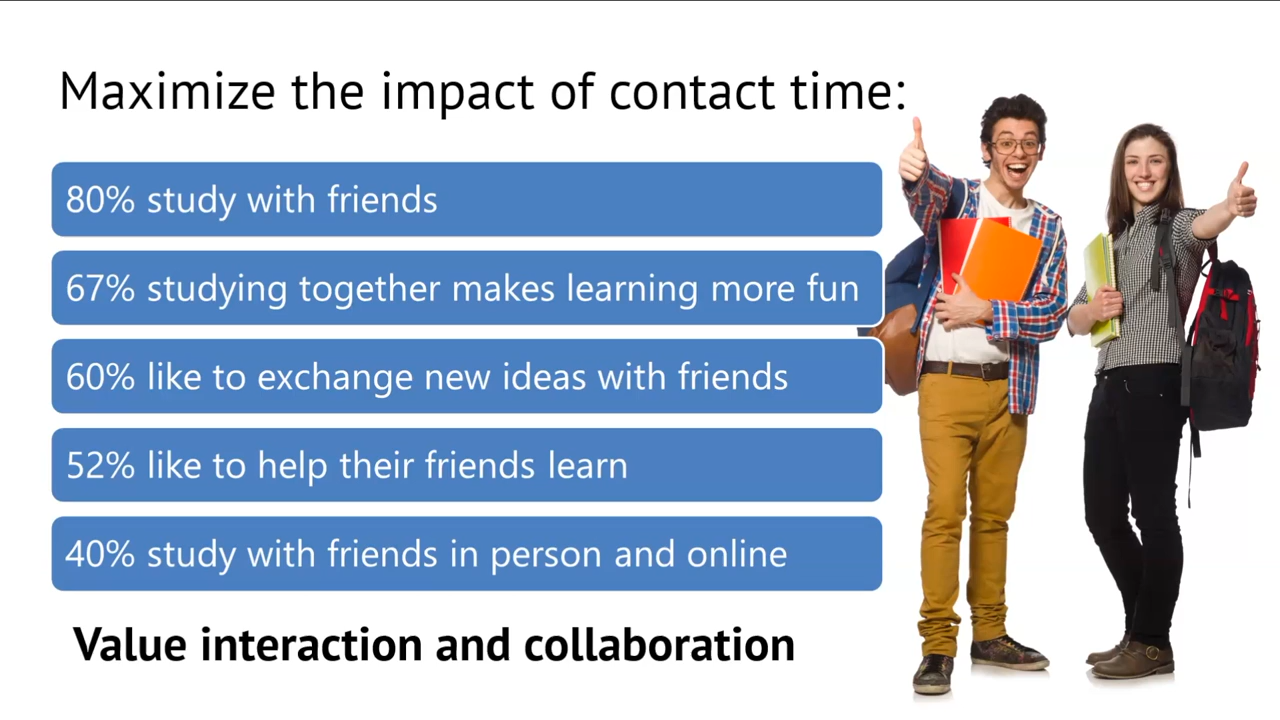 Maximize the impact of contact time:
80% study with friends
67% studying together makes learning more fun
60% like to exchange new ideas with friends
52% like to help their friends learn
40% study with friends in person and online
Value interaction and collaboration